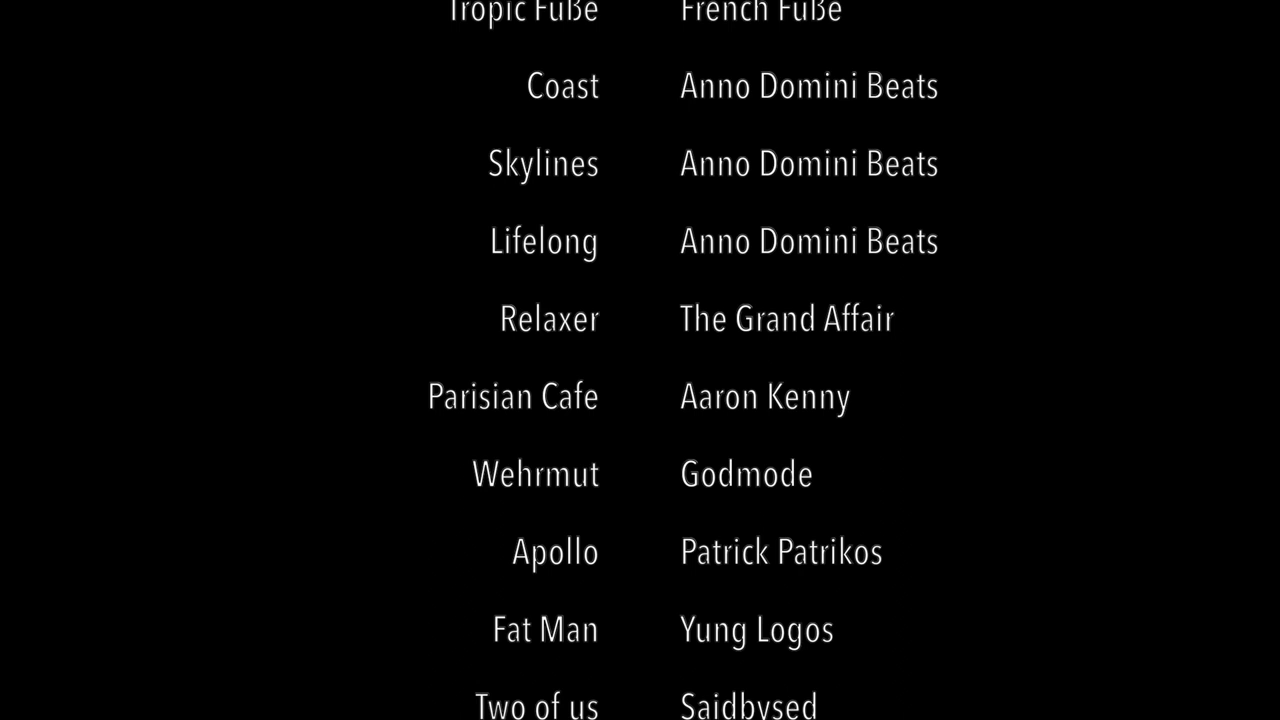 Tropic Fuße French Fuße
Coast Anno Domini Beats
Skylines Anno Domini Beats
Lifelong Anno Domini Beats
Relaxer The Grand Affair
Parisian Cafe Aaron Kenny
Wehrmut Godmode
Apollo Patrick Patrikos
Fat Man Yung Logos
Two of us Saidbysed